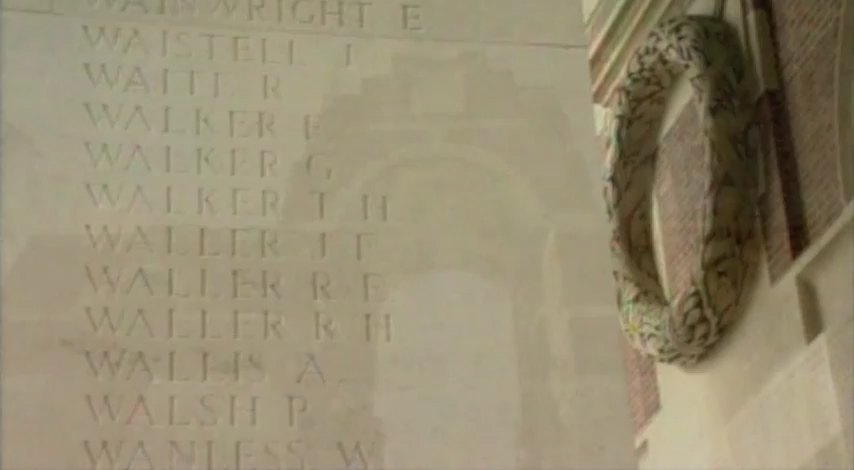 WAINWRIGHT E
WAISTELL J
WAITE R
WALKER F
WALKER G
WALKER T H
WALLER J F
WALLER R E
WALLER R H
WALLIS A
WALSH P
WANLESS W.